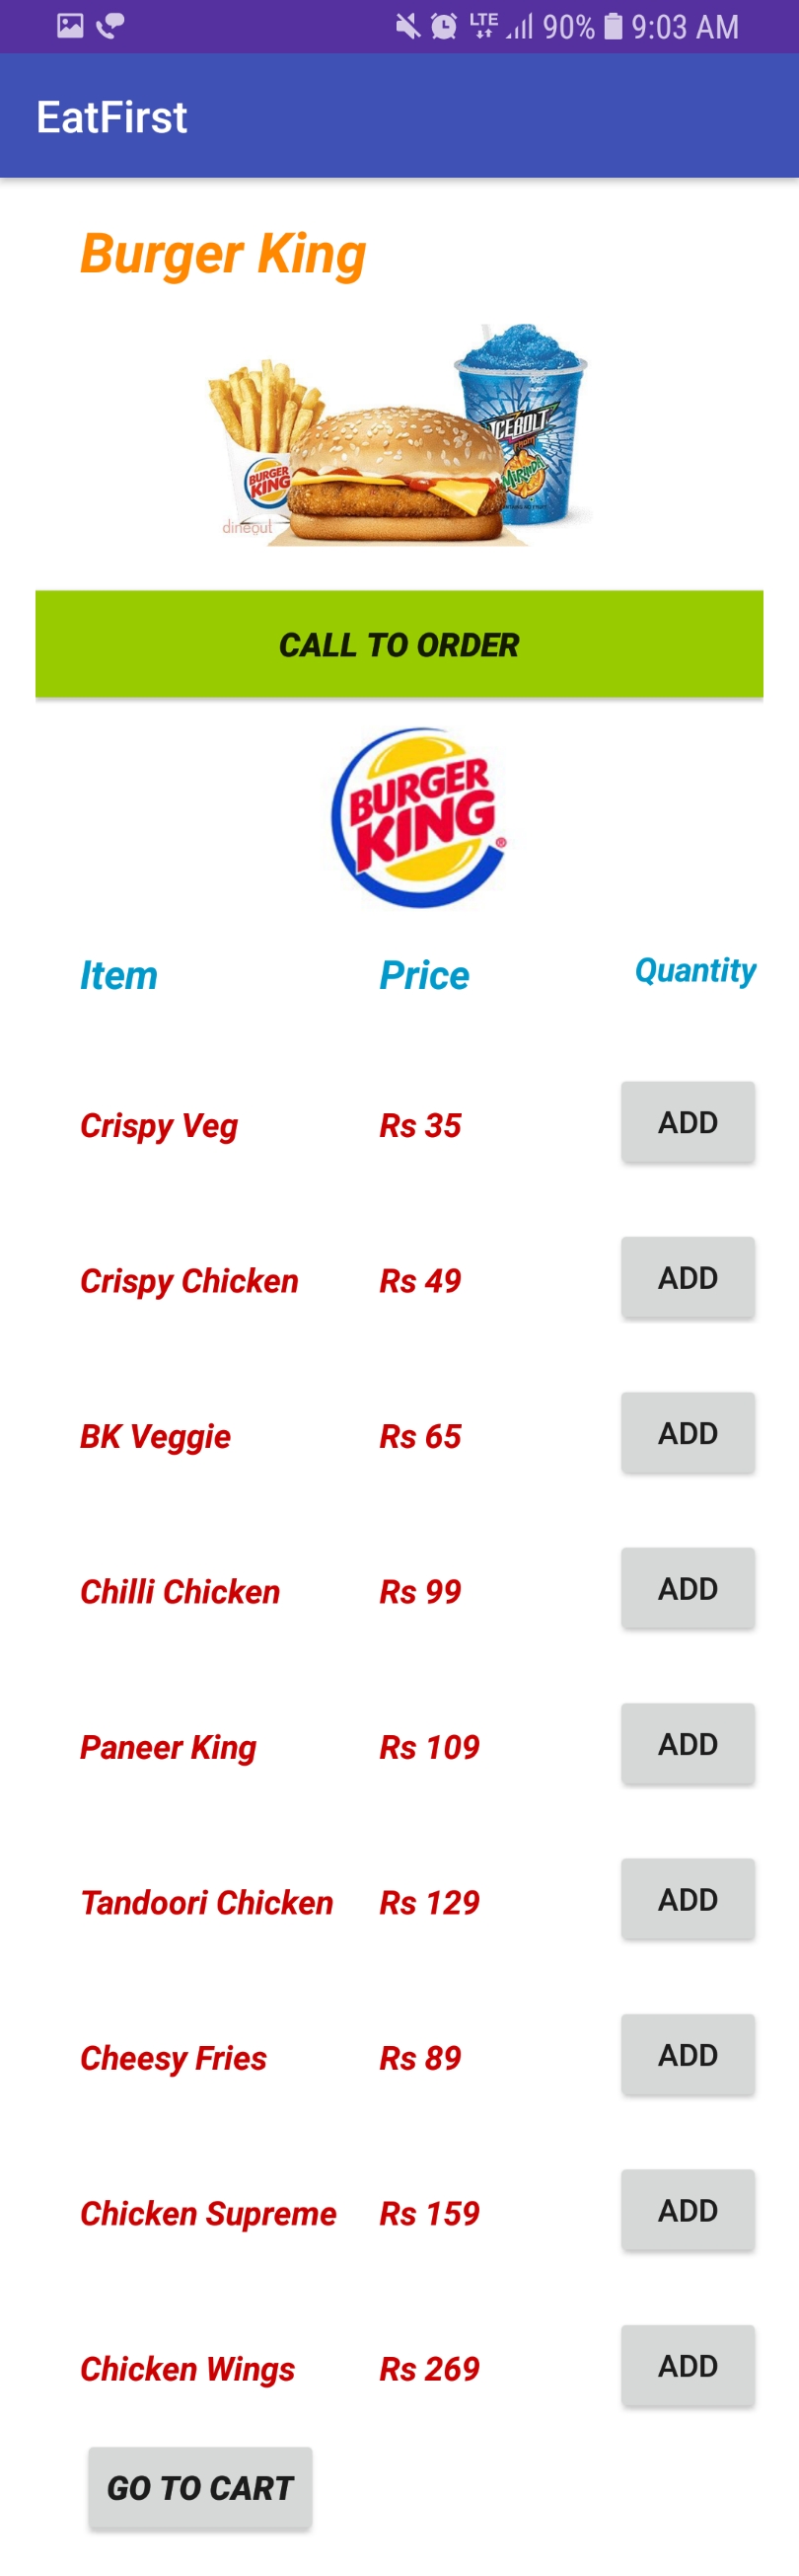 LTE 90% 9:03 AM
EatFirst
Burger King
ICEBOLT
FROM
MiRiNDA
BURGER
KING
dineout
CALL TO ORDER
BURGER
KING
®
Item Price Quantity
Crispy Veg Rs 35 ADD
Crispy Chicken Rs 49 ADD
BK Veggie Rs 65 ADD
Chilli Chicken Rs 99 ADD
Paneer King Rs 109 ADD
Tandoori Chicken Rs 129 ADD
Cheesy Fries Rs 89 ADD
Chicken Supreme Rs 159 ADD
Chicken Wings Rs 269 ADD
GO TO CART